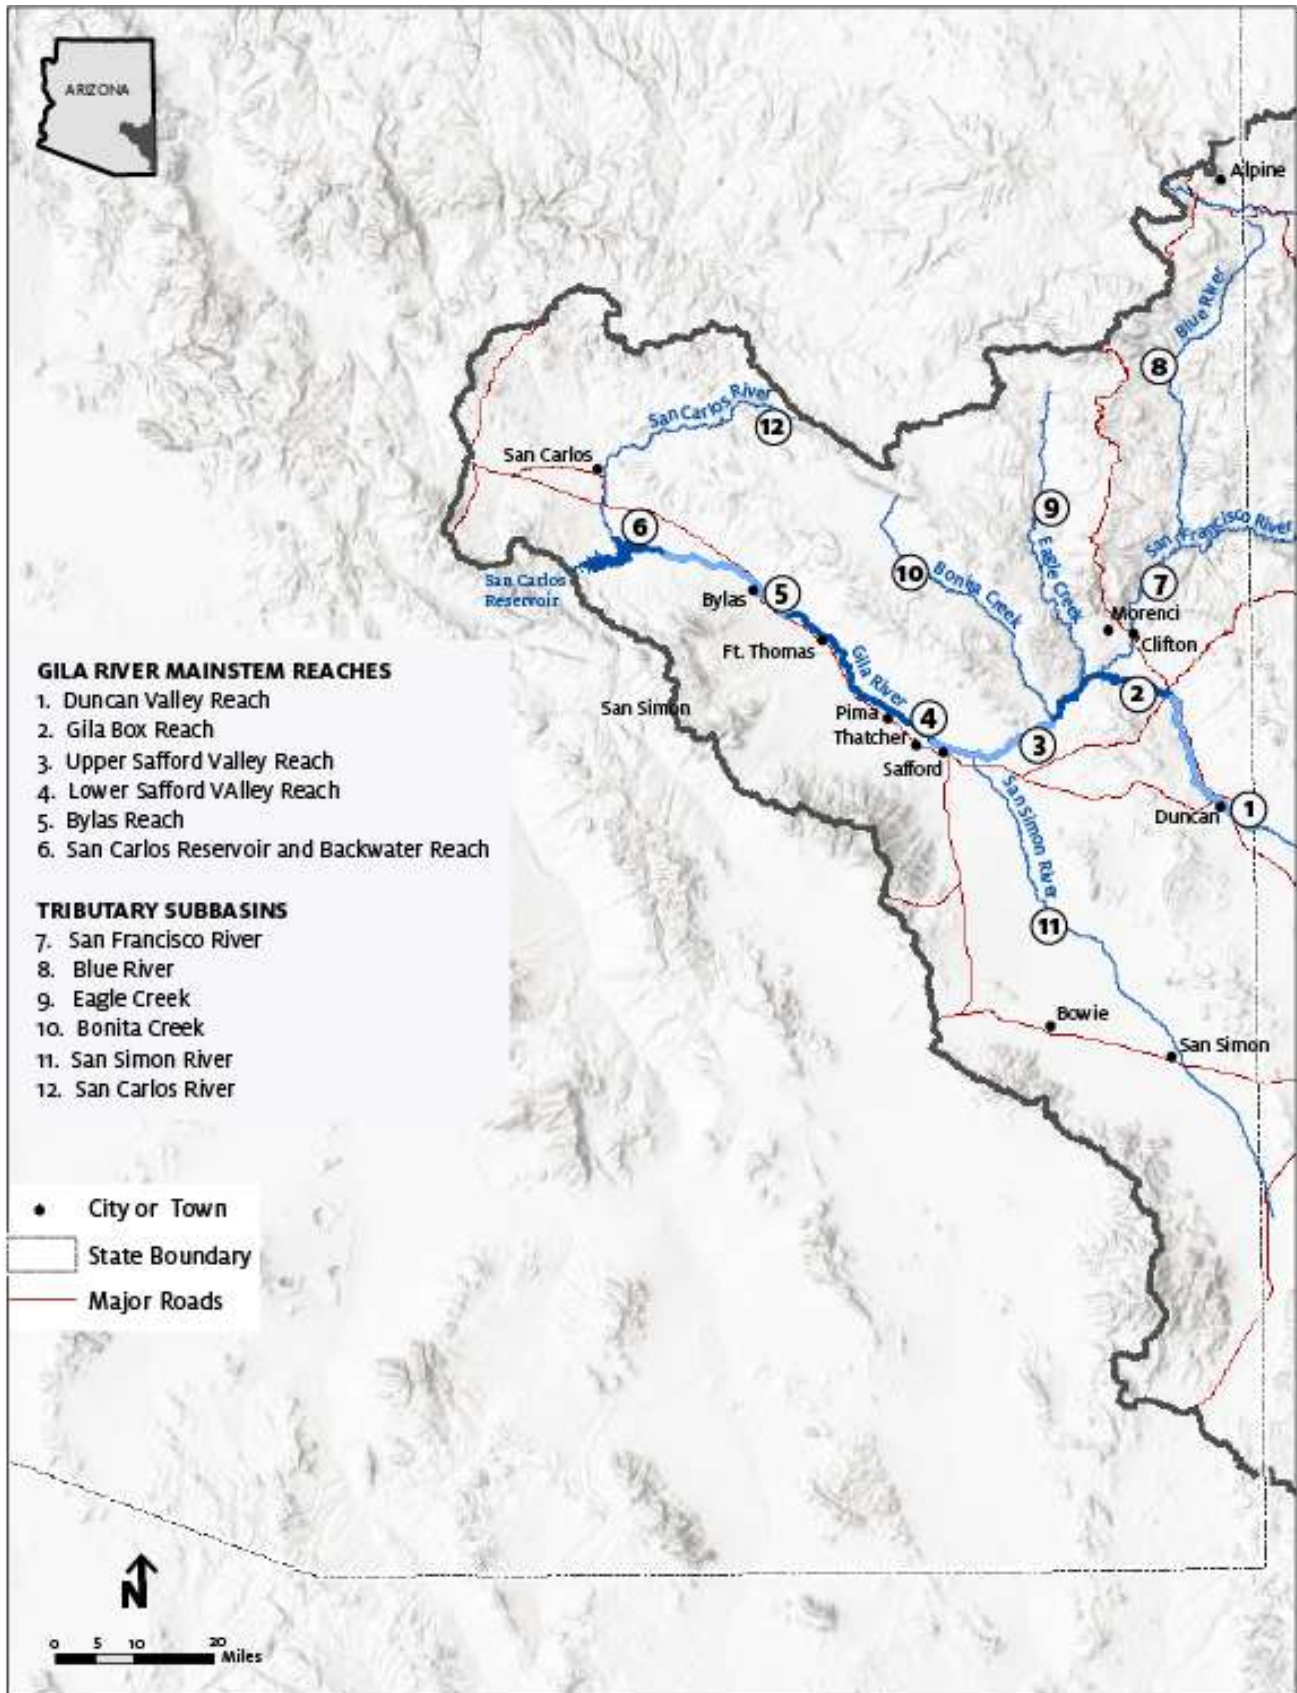 ARIZONA
Alpine
Blue River
8
San Carlos River
12
San Carlos
9
San Francisco River
6
Eagle Creek
10
Bonita Creek
7
San Carlos
Reservoir
Bylas
5
Morenci
Clifton
Ft. Thomas
Gila River
2
San Simon
Pima
4
Thatcher
3
Safford
San Simon River
Duncan
1
11
Bowie
San Simon
GILA RIVER MAINSTEM REACHES
1. Duncan Valley Reach
2. Gila Box Reach
3. Upper Safford Valley Reach
4. Lower Safford VAlley Reach
5. Bylas Reach
6. San Carlos Reservoir and Backwater Reach
TRIBUTARY SUBBASINS
7. San Francisco River
8. Blue River
9. Eagle Creek
10. Bonita Creek
11. San Simon River
12. San Carlos River
City or Town
State Boundary
Major Roads
N
0 5 10 20
Miles